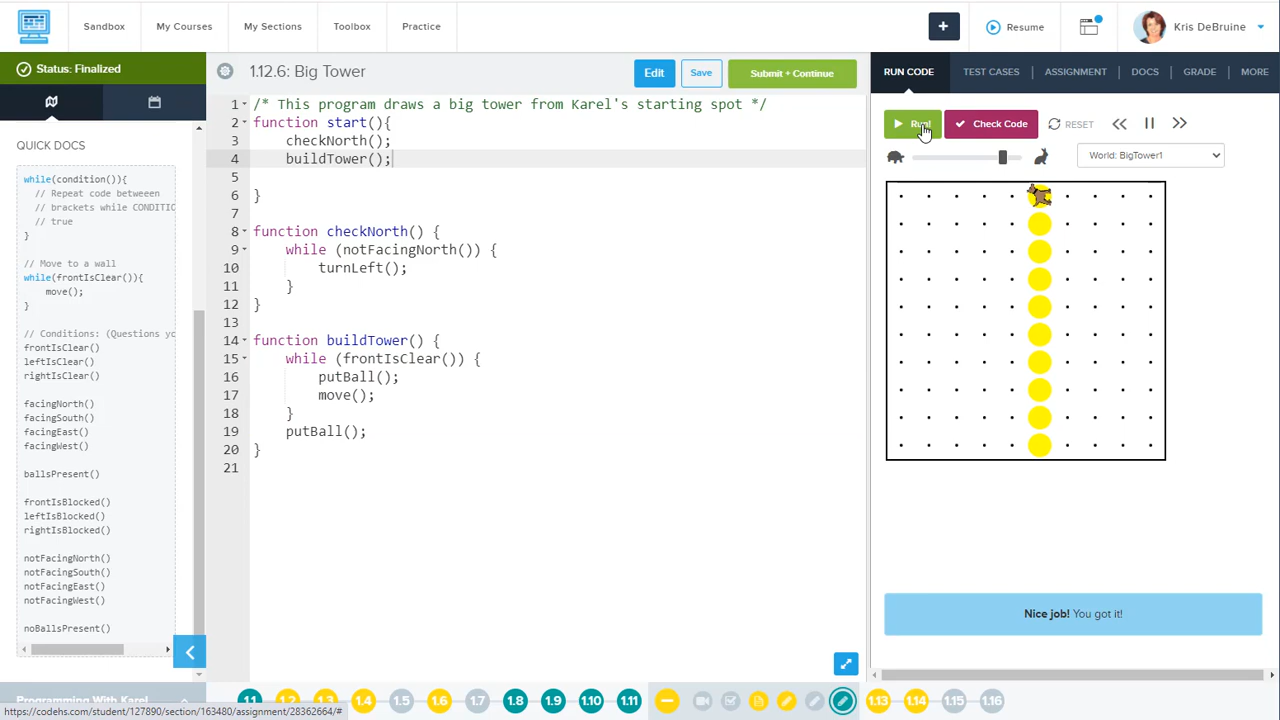 Sandbox
My Courses
My Sections
Toolbox
Practice
+
Resume
Kris DeBruine
Status: Finalized
1.12.6: Big Tower
Edit
Save
Submit + Continue
RUN CODE
TEST CASES
ASSIGNMENT
DOCS
GRADE
MORE
QUICK DOCS
while(condition()){
// Repeat code betweeen
// brackets while CONDITIO
// true
}
// Move to a wall
while(frontIsClear()){
move();
}
// Conditions: (Questions yo
frontIsClear()
leftIsClear()
rightIsClear()
facingNorth()
facingSouth()
facingEast()
facingWest()
ballsPresent()
frontIsBlocked()
leftIsBlocked()
rightIsBlocked()
notFacingNorth()
notFacingSouth()
notFacingEast()
notFacingWest()
noBallsPresent()
Programming With Karel
1 /* This program draws a big tower from Karel's starting spot */
2 function start(){
3 checkNorth();
4 buildTower();
5
6 }
7
8 function checkNorth() {
9 while (notFacingNorth()) {
10 turnLeft();
11 }
12 }
13
14 function buildTower() {
15 while (frontIsClear()) {
16 putBall();
17 move();
18 }
19 putBall();
20 }
21
Run!
Check Code
RESET
World: BigTower1
Nice job! You got it!
1.1 1.2 1.3 1.4 1.5 1.6 1.7 1.8 1.9 1.10 1.11 1.13 1.14 1.15 1.16
https://codehs.com/student/127890/section/163480/assignment/28362664/#